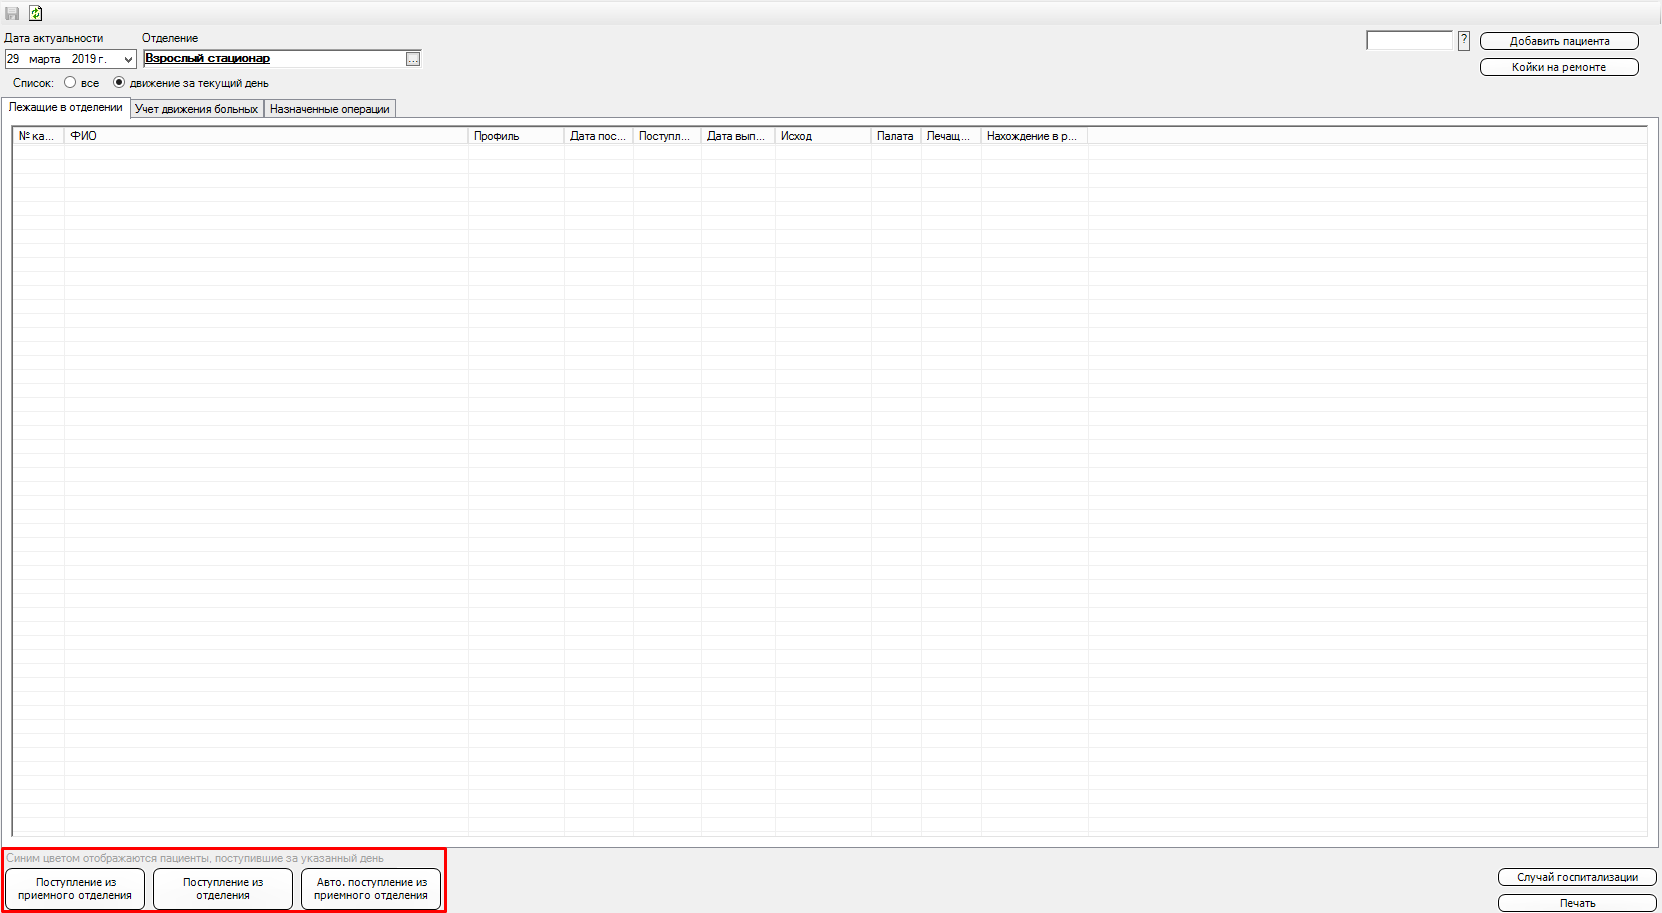 Дата актуальности
Отделение
29 марта 2019 г.
Взрослый стационар
...
?
Добавить пациента
Койки на ремонте
Список: все движение за текущий день
Лежащие в отделении
Учет движения больных
Назначенные операции
№ ка...
ФИО
Профиль
Дата пос...
Поступл...
Дата вып...
Исход
Палата
Лечащ...
Нахождение в р...
Синим цветом отображаются пациенты, поступившие за указанный день
Поступление из
приемного отделения
Поступление из
отделения
Авто. поступление из
приемного отделения
Случай госпитализации
Печать